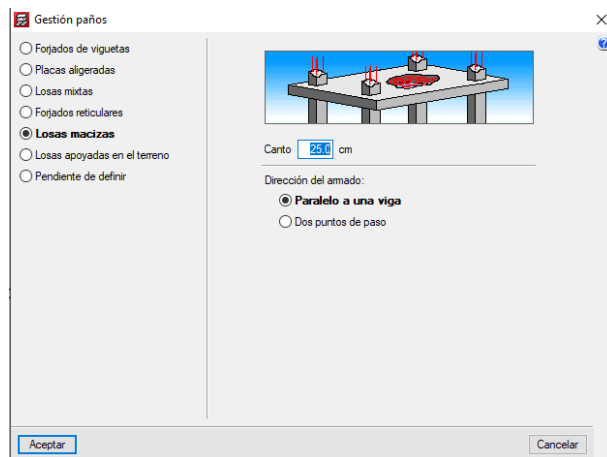 Gestión paños
Forjados de viguetas
Placas aligeradas
Losas mixtas
Forjados reticulares
Losas macizas
Losas apoyadas en el terreno
Pendiente de definir
Canto 25.0 cm
Dirección del armado:
Paralelo a una viga
Dos puntos de paso
Aceptar
Cancelar